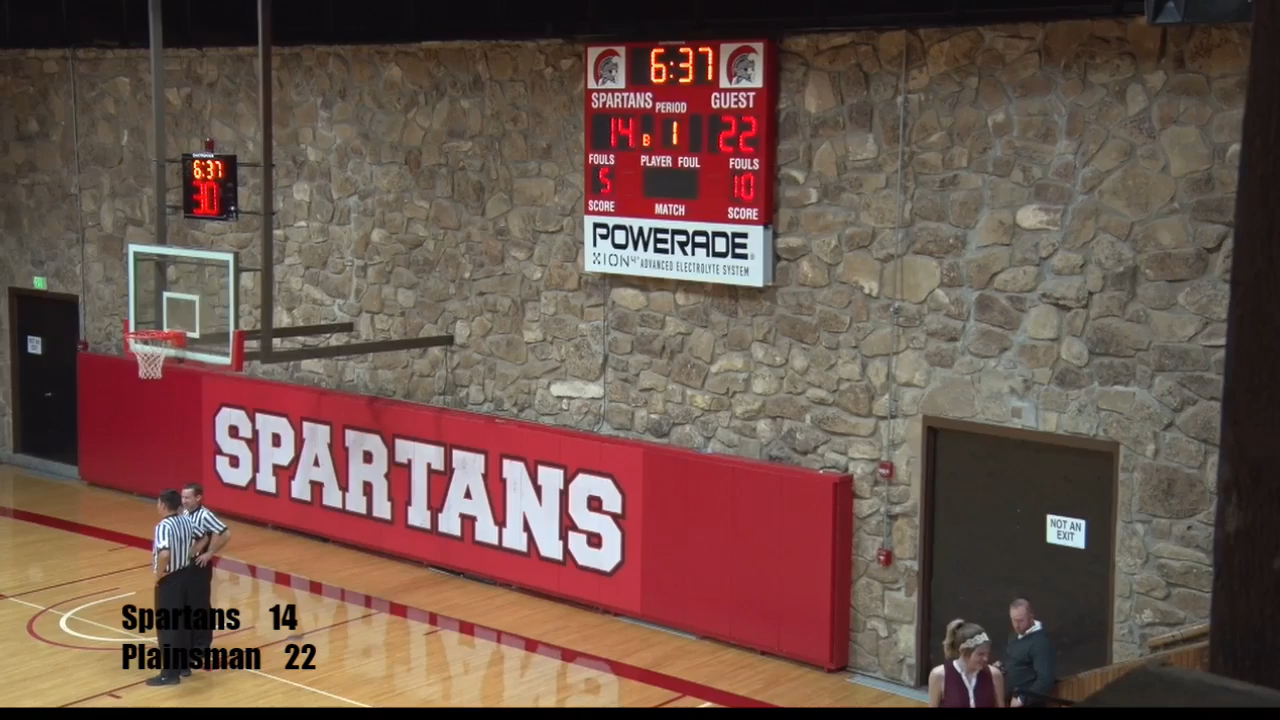 6:37
SPARTANS PERIOD GUEST
14 B 1 22
FOULS PLAYER FOUL FOULS
5 10
SCORE MATCH SCORE
POWERADE
ION4 ADVANCED ELECTROLYTE SYSTEM
6:37
30
SPARTANS
NOT AN
EXIT
Spartans 14
Plainsman 22